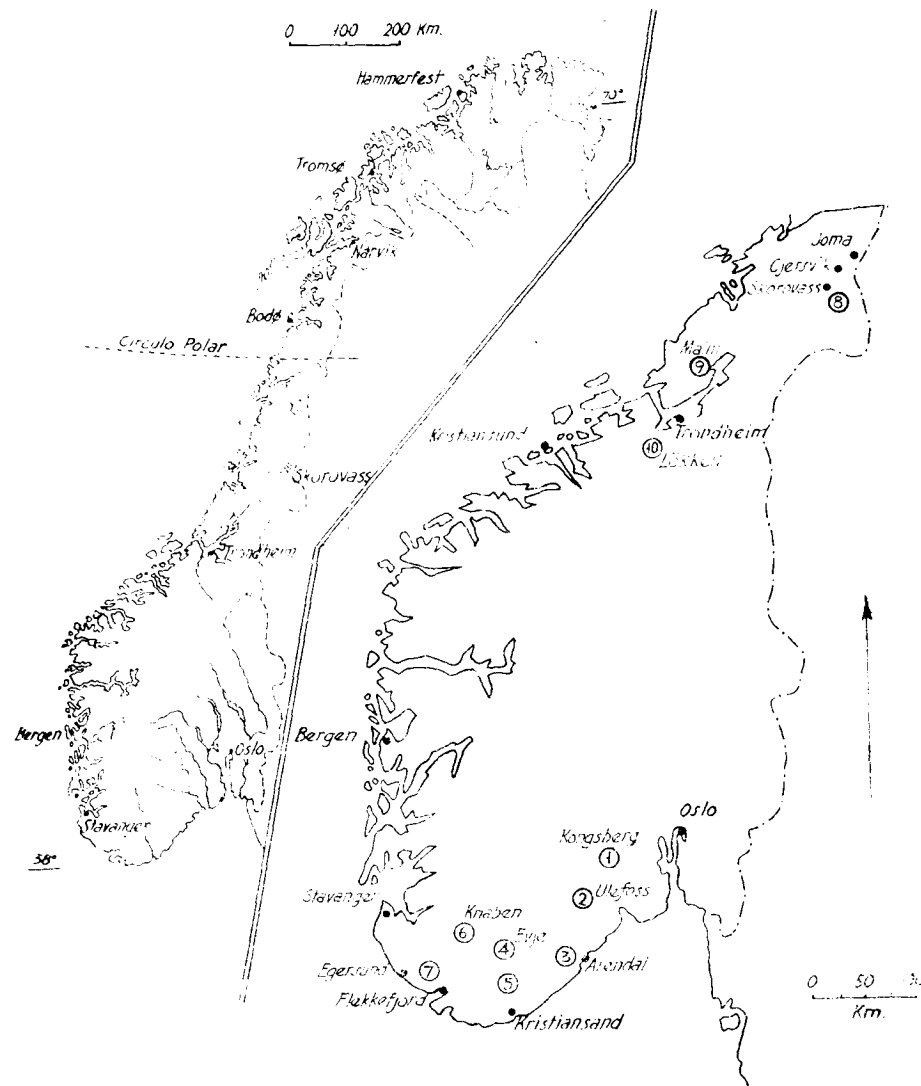 0 100 200 Km.
Hammerfest
70°
Tromsø
Narvik
Bodø
Circulo Polar
Skorovass
Trondheim
Bergen
Oslo
Stavanger
58°
Joma
Gjersvik
Skorovass
8
Malm
9
Kristiansund
Trondheim
10
Løkken
Bergen
Oslo
Kongsberg
1
2
Ulefoss
Stavanger
Knaben
6
4
Evje
3
Arendal
Egersund
7
5
Flekkefjord
Kristiansand
0 50
Km.